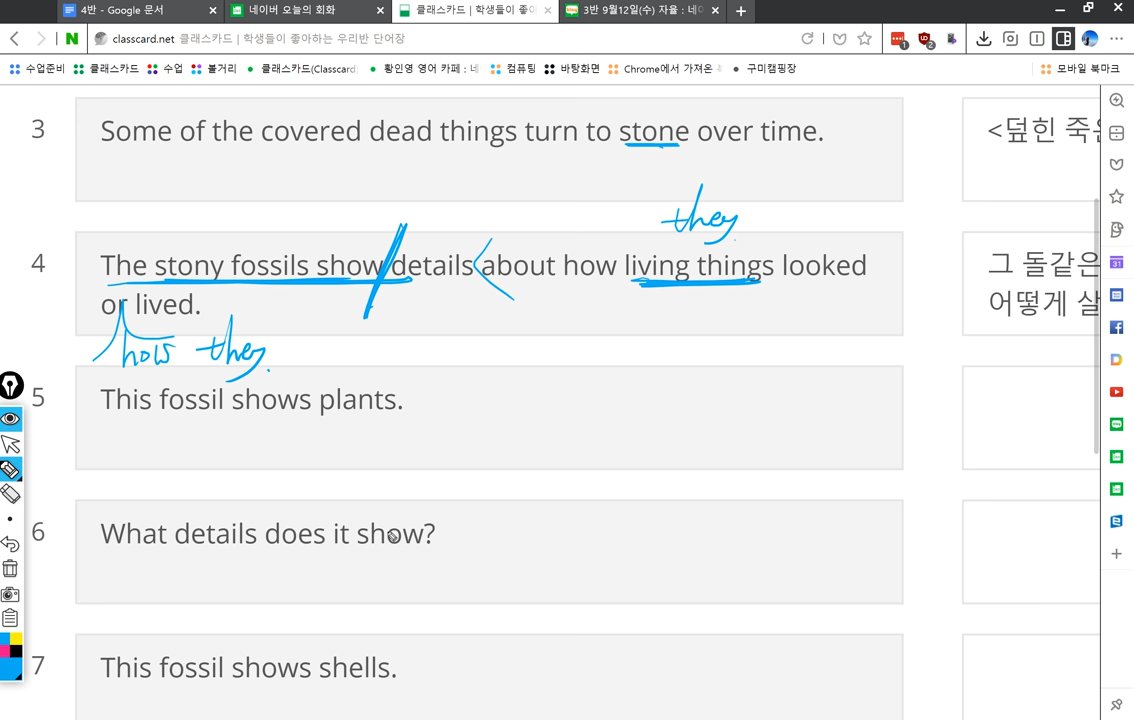 4반 - Google 문서
네이버 오늘의 회화
클래스카드 | 학생들이 좋아하
3반 9월12일(수) 자율 : 네이
classcard.net 클래스카드 | 학생들이 좋아하는 우리반 단어장
수업준비 클래스카드 수업 볼거리 클래스카드(Classcard) 황인영 영어 카페 : 네 컴퓨팅 바탕화면 Chrome에서 가져온 구미캠핑장 모바일 북마크
3
Some of the covered dead things turn to stone over time.
<덮힌 죽은
they
4
The stony fossils show details about how living things looked
or lived.
그 돌같은
어떻게 살
how they
5
This fossil shows plants.
6
What details does it show?
7
This fossil shows shells.